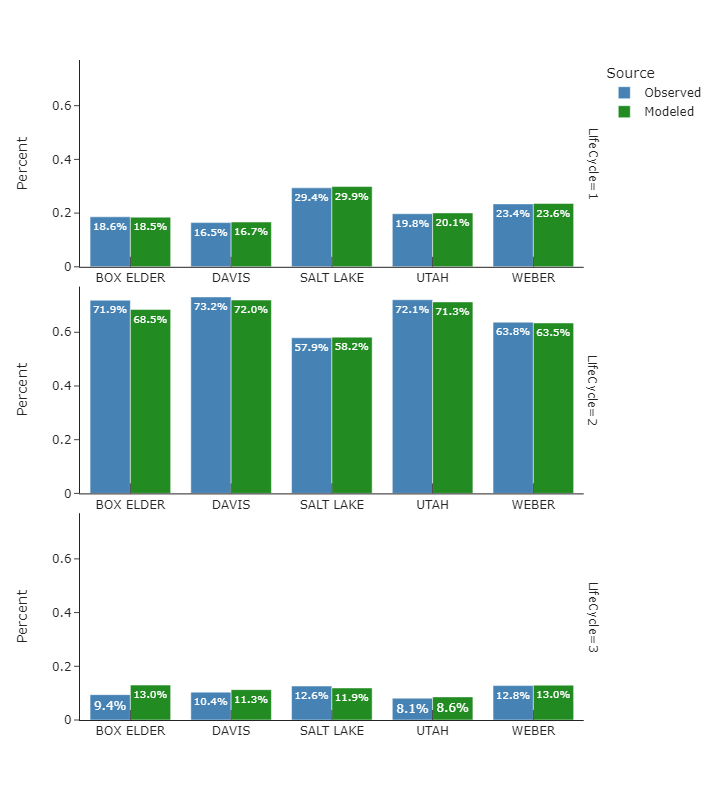 Source
Observed
Modeled
Percent
0.6
0.4
0.2
0
18.6% 18.5% 16.5% 16.7% 29.4% 29.9% 19.8% 20.1% 23.4% 23.6%
BOX ELDER DAVIS SALT LAKE UTAH WEBER
LifeCycle=1
Percent
0.6
0.4
0.2
0
71.9% 68.5% 73.2% 72.0% 57.9% 58.2% 72.1% 71.3% 63.8% 63.5%
BOX ELDER DAVIS SALT LAKE UTAH WEBER
LifeCycle=2
Percent
0.6
0.4
0.2
0
9.4% 13.0% 10.4% 11.3% 12.6% 11.9% 8.1% 8.6% 12.8% 13.0%
BOX ELDER DAVIS SALT LAKE UTAH WEBER
LifeCycle=3